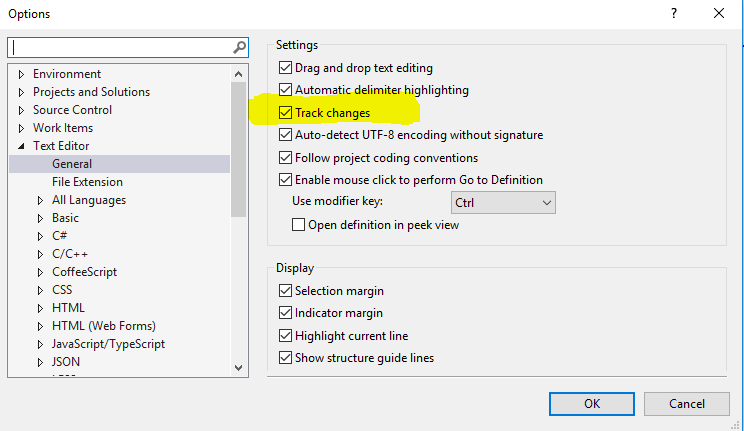 Options
?
Environment
Projects and Solutions
Source Control
Work Items
Text Editor
General
File Extension
All Languages
Basic
C#
C/C++
CoffeeScript
CSS
HTML
HTML (Web Forms)
JavaScript/TypeScript
JSON
Settings
Drag and drop text editing
Automatic delimiter highlighting
Track changes
Auto-detect UTF-8 encoding without signature
Follow project coding conventions
Enable mouse click to perform Go to Definition
Use modifier key: Ctrl
Open definition in peek view
Display
Selection margin
Indicator margin
Highlight current line
Show structure guide lines
OK Cancel